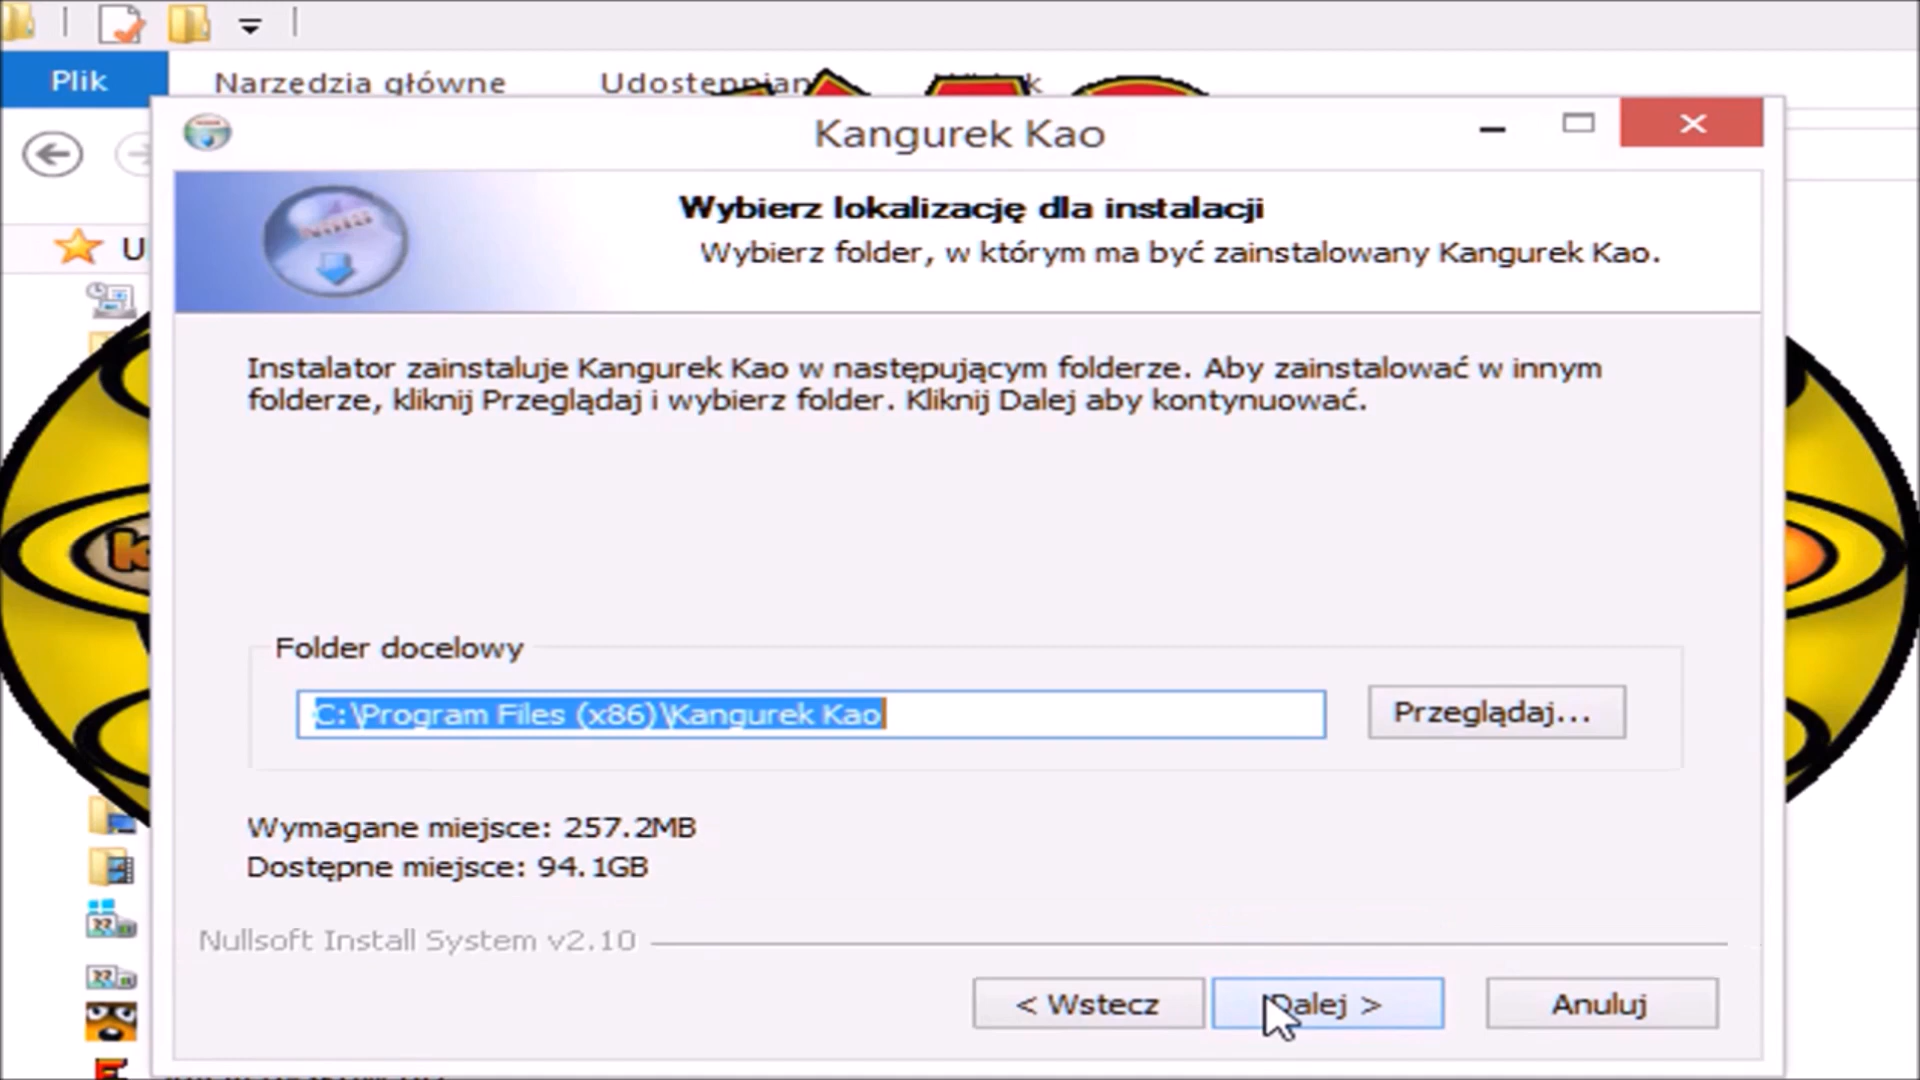 Plik
Narzędzia główne
Kangurek Kao
Wybierz lokalizację dla instalacji
Wybierz folder, w którym ma być zainstalowany Kangurek Kao.
Instalator zainstaluje Kangurek Kao w następującym folderze. Aby zainstalować w innym
folderze, kliknij Przeglądaj i wybierz folder. Kliknij Dalej aby kontynuować.
Folder docelowy
C:\Program Files (x86)\Kangurek Kao
Przeglądaj...
Wymagane miejsce: 257.2MB
Dostępne miejsce: 94.1GB
Nullsoft Install System v2.10
< Wstecz
Dalej >
Anuluj